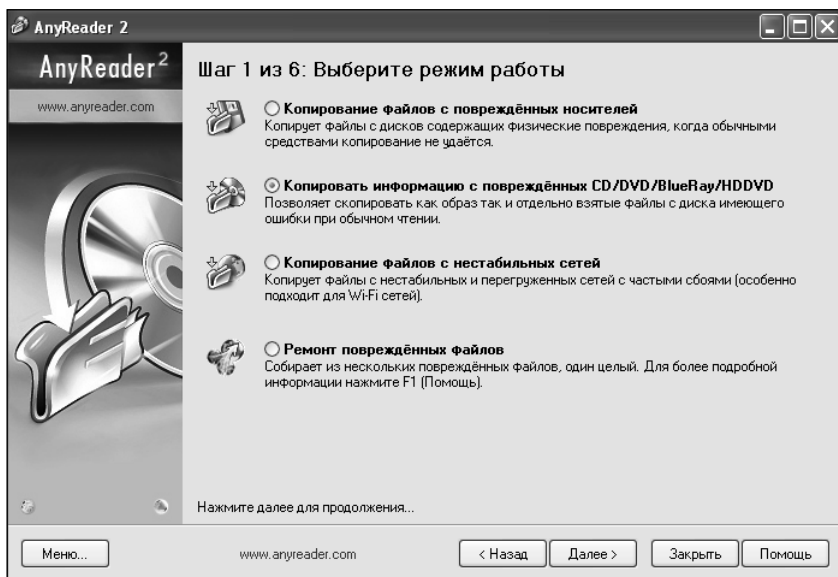 AnyReader 2
AnyReader²
www.anyreader.com
Шаг 1 из 6: Выберите режим работы
Копирование файлов с повреждённых носителей
Копирует файлы с дисков содержащих физические повреждения, когда обычными
средствами копирование не удаётся.
Копировать информацию с повреждённых CD/DVD/BlueRay/HDDVD
Позволяет скопировать как образ так и отдельно взятые файлы с диска имеющего
ошибки при обычном чтении.
Копирование файлов с нестабильных сетей
Копирует файлы с нестабильных и перегруженных сетей с частыми сбоями (особенно
подходит для Wi-Fi сетей).
Ремонт повреждённых файлов
Собирает из нескольких повреждённых файлов, один целый. Для более подробной
информации нажмите F1 (Помощь).
Нажмите далее для продолжения...
Меню...
www.anyreader.com
< Назад
Далее >
Закрыть
Помощь